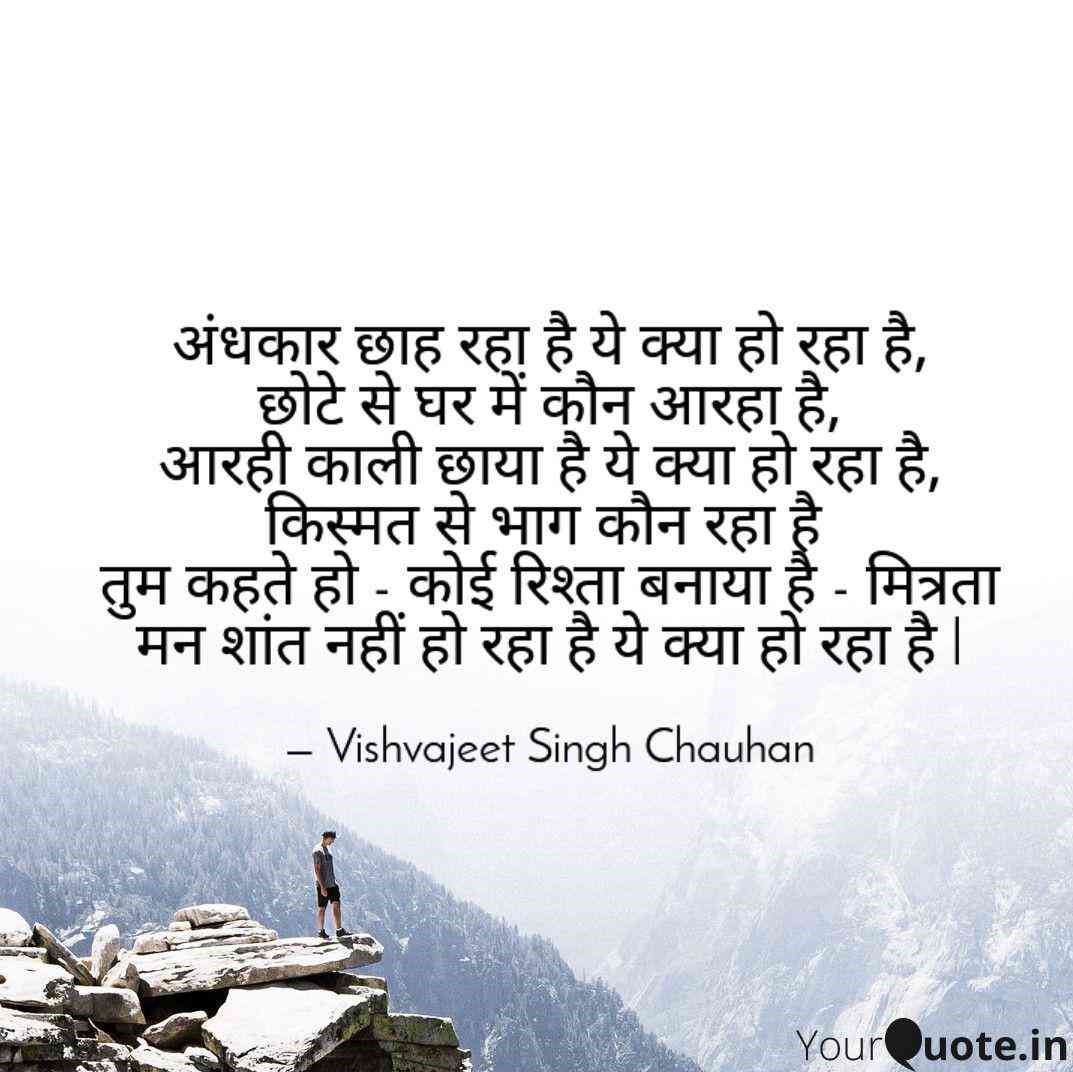 अंधकार छाह रहा है ये क्या हो रहा है,
छोटे से घर में कौन आरहा है,
आरही काली छाया है ये क्या हो रहा है,
किस्मत से भाग कौन रहा है
तुम कहते हो - कोई रिश्ता बनाया है - मित्रता
मन शांत नहीं हो रहा है ये क्या हो रहा है |
– Vishvajeet Singh Chauhan
YourQuote.in